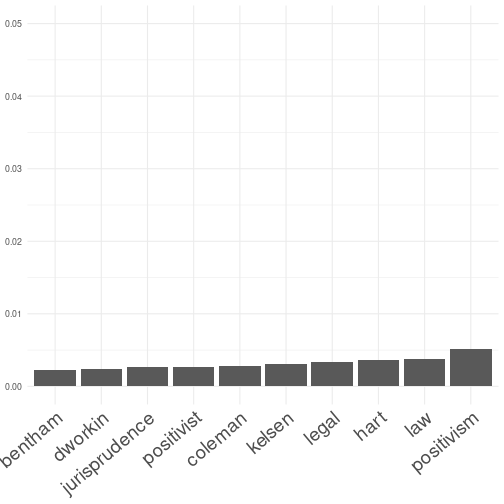 0.05
0.04
0.03
0.02
0.01
0.00
bentham
dworkin
jurisprudence
positivist
coleman
kelsen
legal
hart
law
positivism